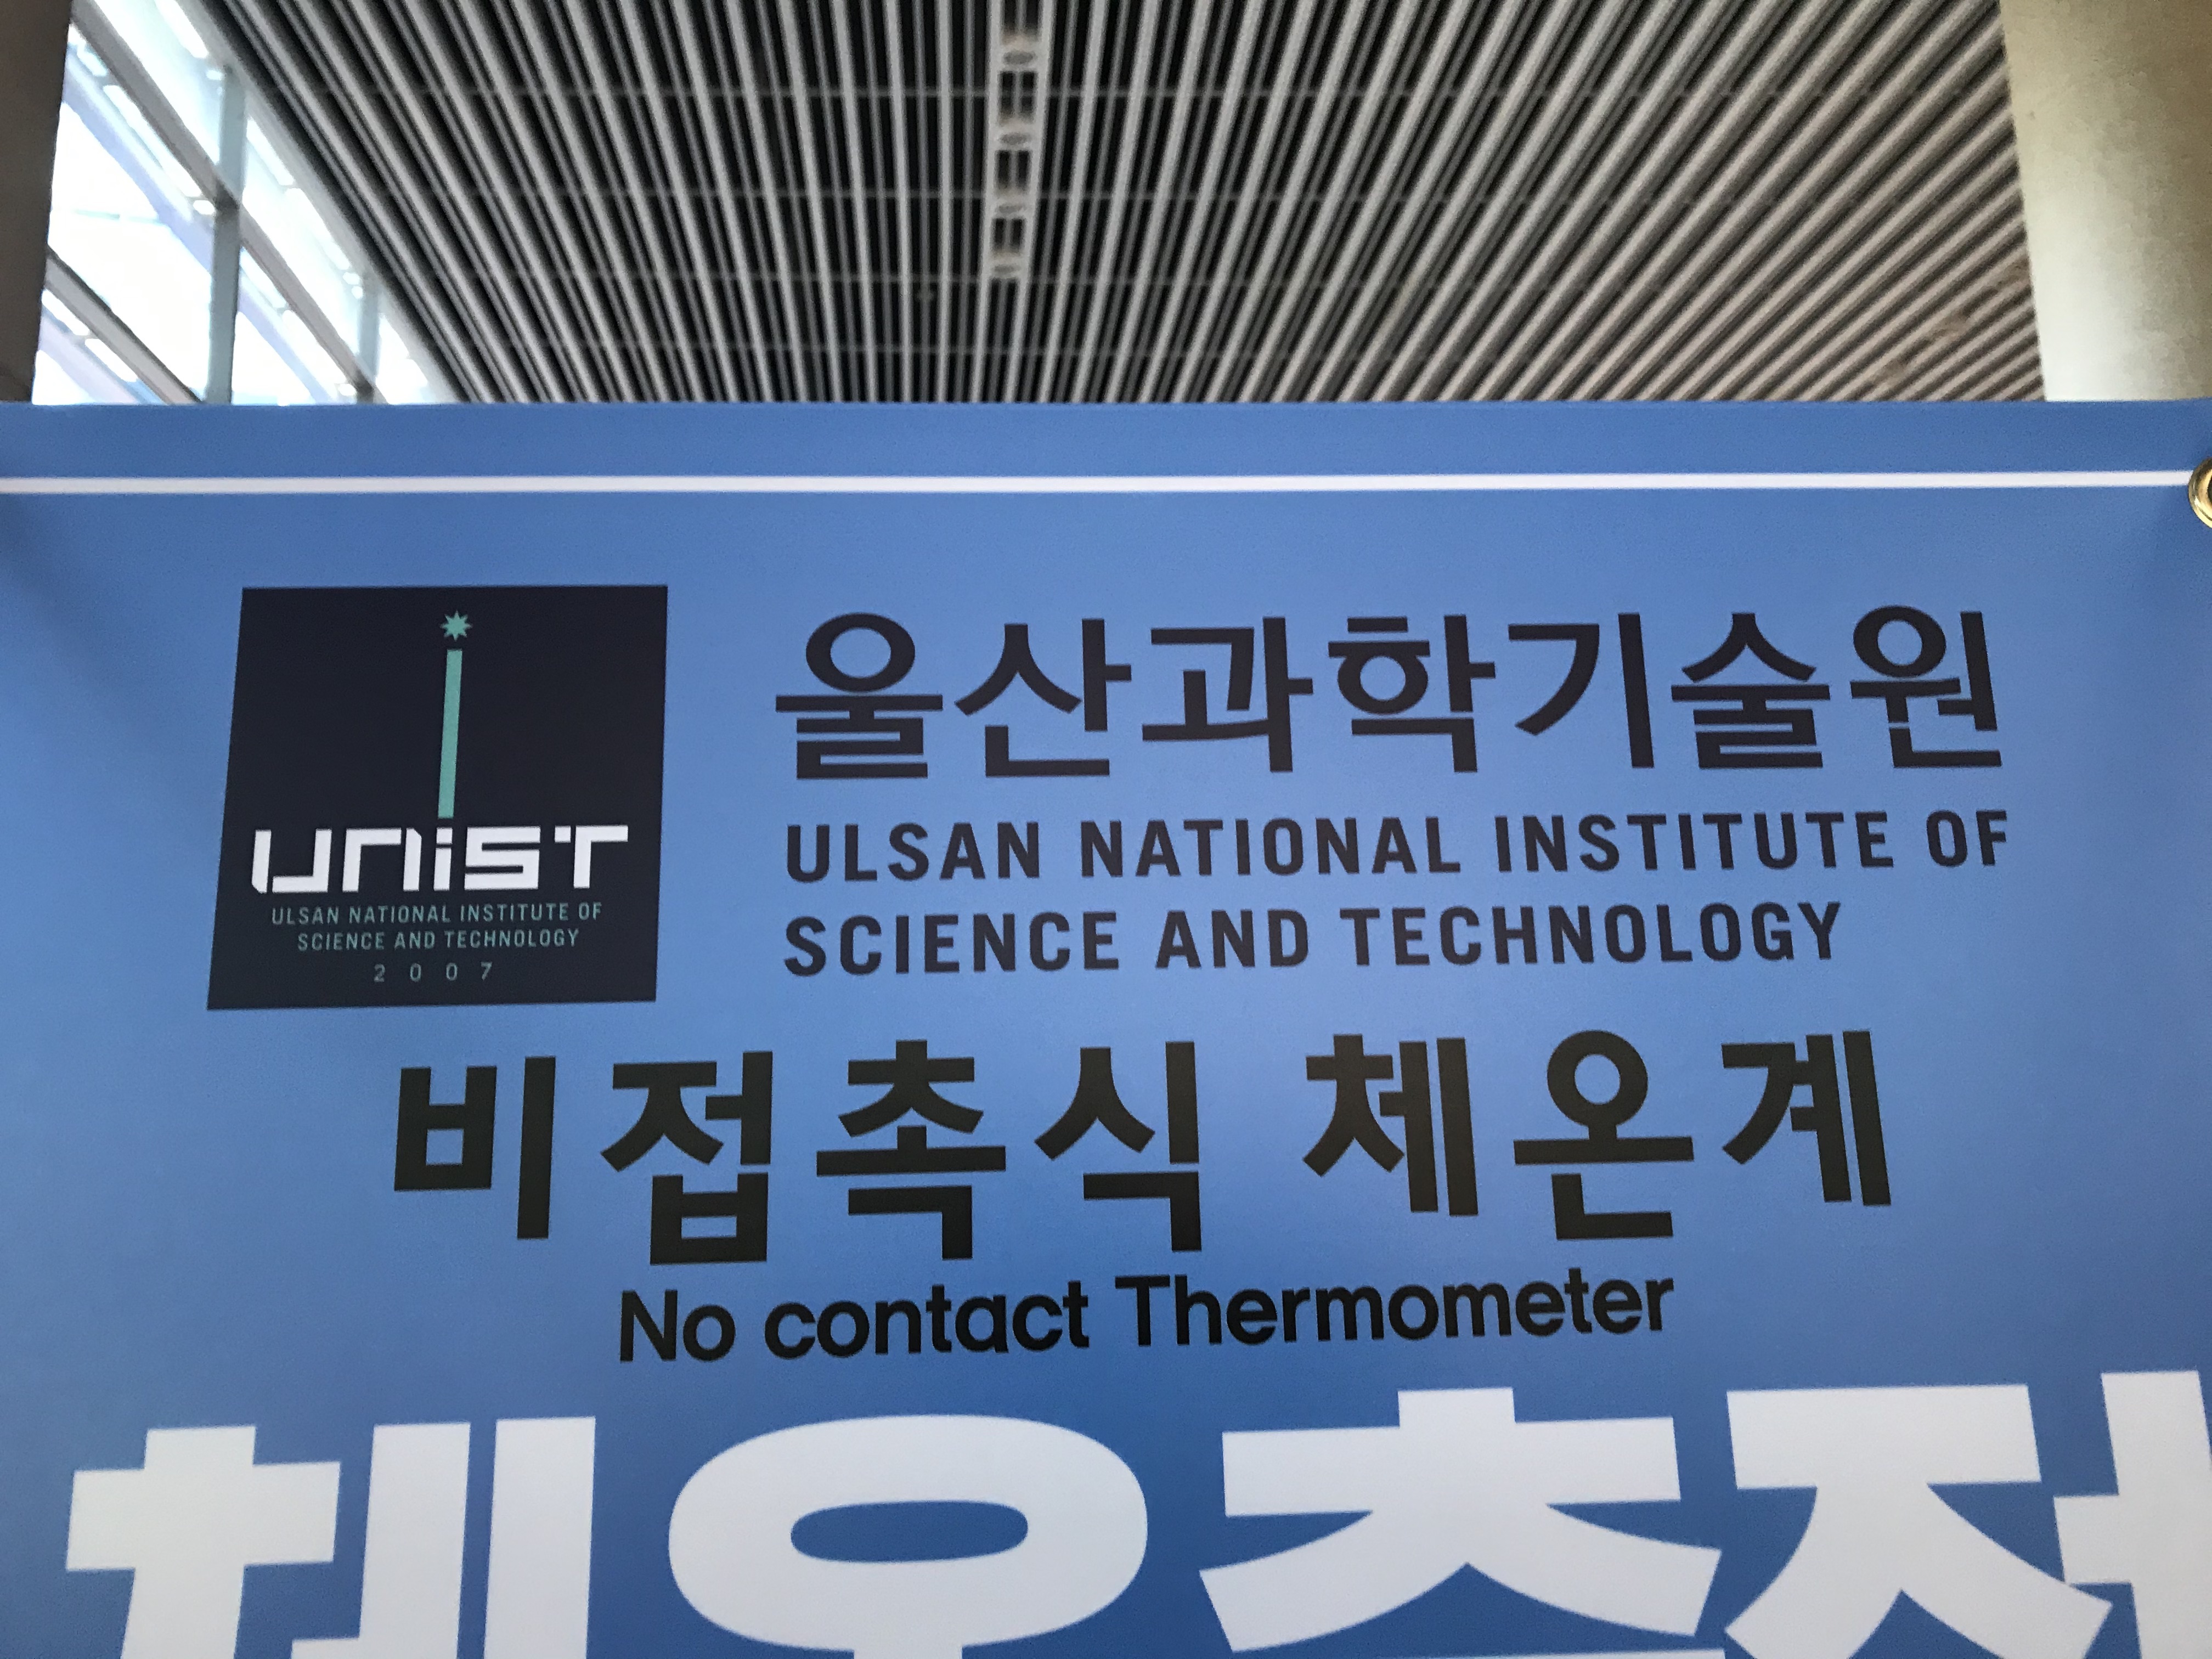 UNIST
ULSAN NATIONAL INSTITUTE OF
SCIENCE AND TECHNOLOGY
2007
울산과학기술원
ULSAN NATIONAL INSTITUTE OF
SCIENCE AND TECHNOLOGY
비접촉식 체온계
No contact Thermometer